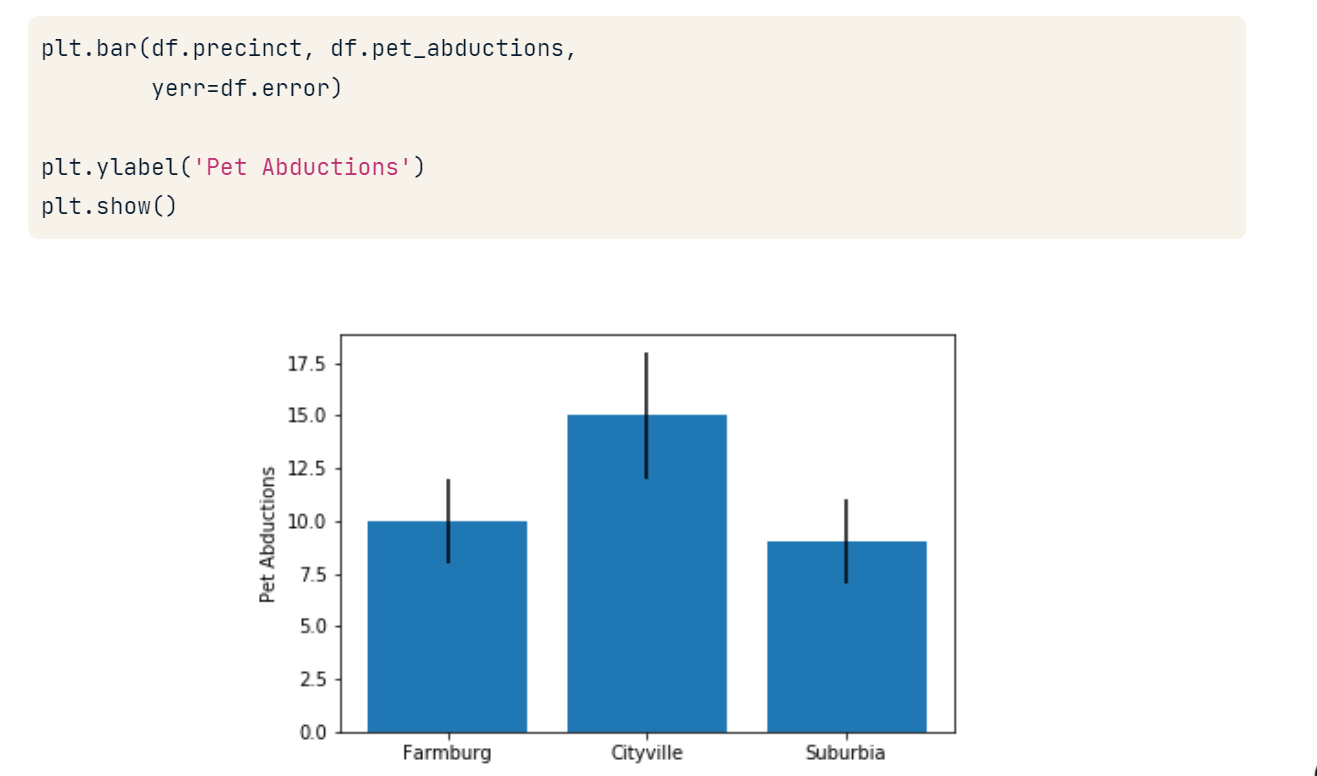 plt.bar(df.precinct, df.pet_abductions,
        yerr=df.error)
plt.ylabel('Pet Abductions')
plt.show()
17.5
15.0
12.5
10.0
7.5
5.0
2.5
0.0
Pet Abductions
Farmburg Cityville Suburbia